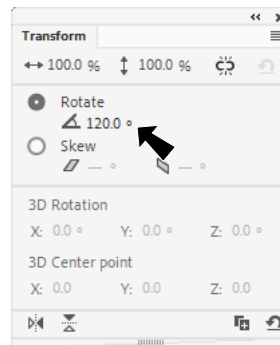 Transform
100.0 % 100.0 %
Rotate
120.0 °
Skew
— ° — °
3D Rotation
X: 0.0 ° Y: 0.0 ° Z: 0.0 °
3D Center point
X: 0.0 Y: 0.0 Z: 0.0